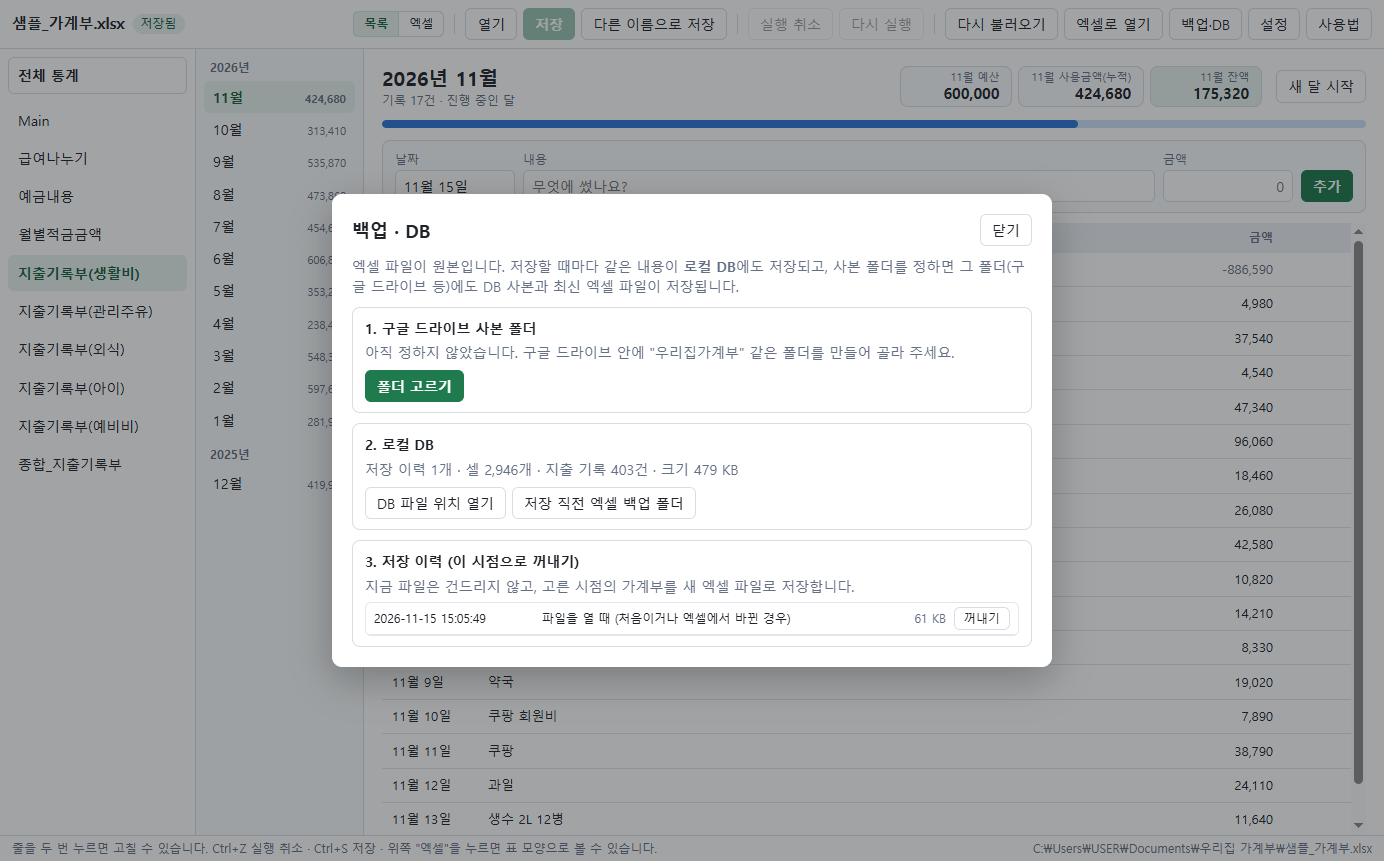 샘플_가계부.xlsx 저장됨 목록 엑셀 열기 저장 다른 이름으로 저장 실행 취소 다시 실행 다시 불러오기 엑셀로 열기 백업·DB 설정 사용법
전체 통계
Main
급여나누기
예금내용
월별적금금액
지출기록부(생활비)
지출기록부(관리주유)
지출기록부(외식)
지출기록부(아이)
지출기록부(예비비)
종합_지출기록부
2026년
11월 424,680
10월 313,410
9월 535,870
8월
7월
6월
5월
4월
3월
2월
1월
2025년
12월
2026년 11월
기록 17건 · 진행 중인 달
11월 예산
600,000
11월 사용금액(누적)
424,680
11월 잔액
175,320
새 달 시작
날짜 내용 금액
11월 15일 무엇에 썼나요? 0 추가
백업 · DB
닫기
엑셀 파일이 원본입니다. 저장할 때마다 같은 내용이 로컬 DB에도 저장되고, 사본 폴더를 정하면 그 폴더(구
글 드라이브 등)에도 DB 사본과 최신 엑셀 파일이 저장됩니다.
1. 구글 드라이브 사본 폴더
아직 정하지 않았습니다. 구글 드라이브 안에 "우리집가계부" 같은 폴더를 만들어 골라 주세요.
폴더 고르기
2. 로컬 DB
저장 이력 1개 · 셀 2,946개 · 지출 기록 403건 · 크기 479 KB
DB 파일 위치 열기 저장 직전 엑셀 백업 폴더
3. 저장 이력 (이 시점으로 꺼내기)
지금 파일은 건드리지 않고, 고른 시점의 가계부를 새 엑셀 파일로 저장합니다.
2026-11-15 15:05:49 파일을 열 때 (처음이거나 엑셀에서 바뀐 경우) 61 KB 꺼내기
금액
-886,590
4,980
37,540
4,540
47,340
96,060
18,460
26,080
42,580
10,820
14,210
8,330
11월 9일 약국 19,020
11월 10일 쿠팡 회원비 7,890
11월 11일 쿠팡 38,790
11월 12일 과일 24,110
11월 13일 생수 2L 12병 11,640
줄을 두 번 누르면 고칠 수 있습니다. Ctrl+Z 실행 취소 · Ctrl+S 저장 · 위쪽 "엑셀"을 누르면 표 모양으로 볼 수 있습니다.
C:₩Users₩USER₩Documents₩우리집 가계부₩샘플_가계부.xlsx